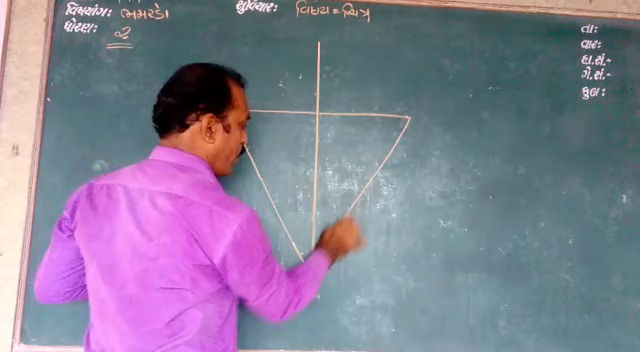 વિષયાંગ: ભમરડો
ધોરણ: ૨
સુવિચાર: વિષય = ચિત્ર
તા:
વાર:
હા.સં.-
ગે.સં.-
કુલ: